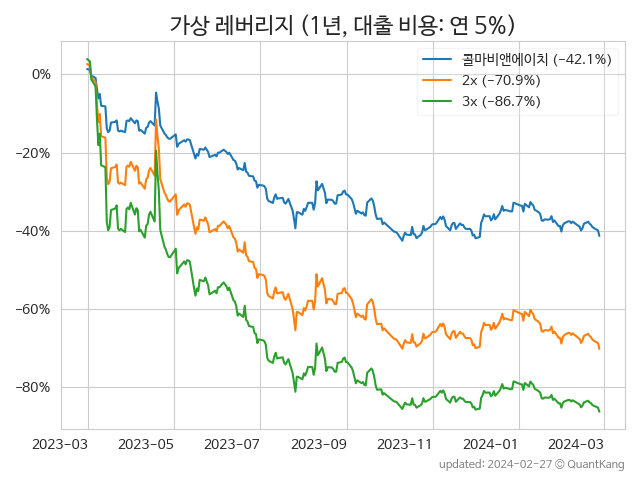 가상 레버리지 (1년, 대출 비용: 연 5%)
콜마비앤에이치 (−42.1%)
2x (−70.9%)
3x (−86.7%)
0%
−20%
−40%
−60%
−80%
2023−03 2023−05 2023−07 2023−09 2023−11 2024−01 2024−03
updated: 2024−02−27 © QuantKang